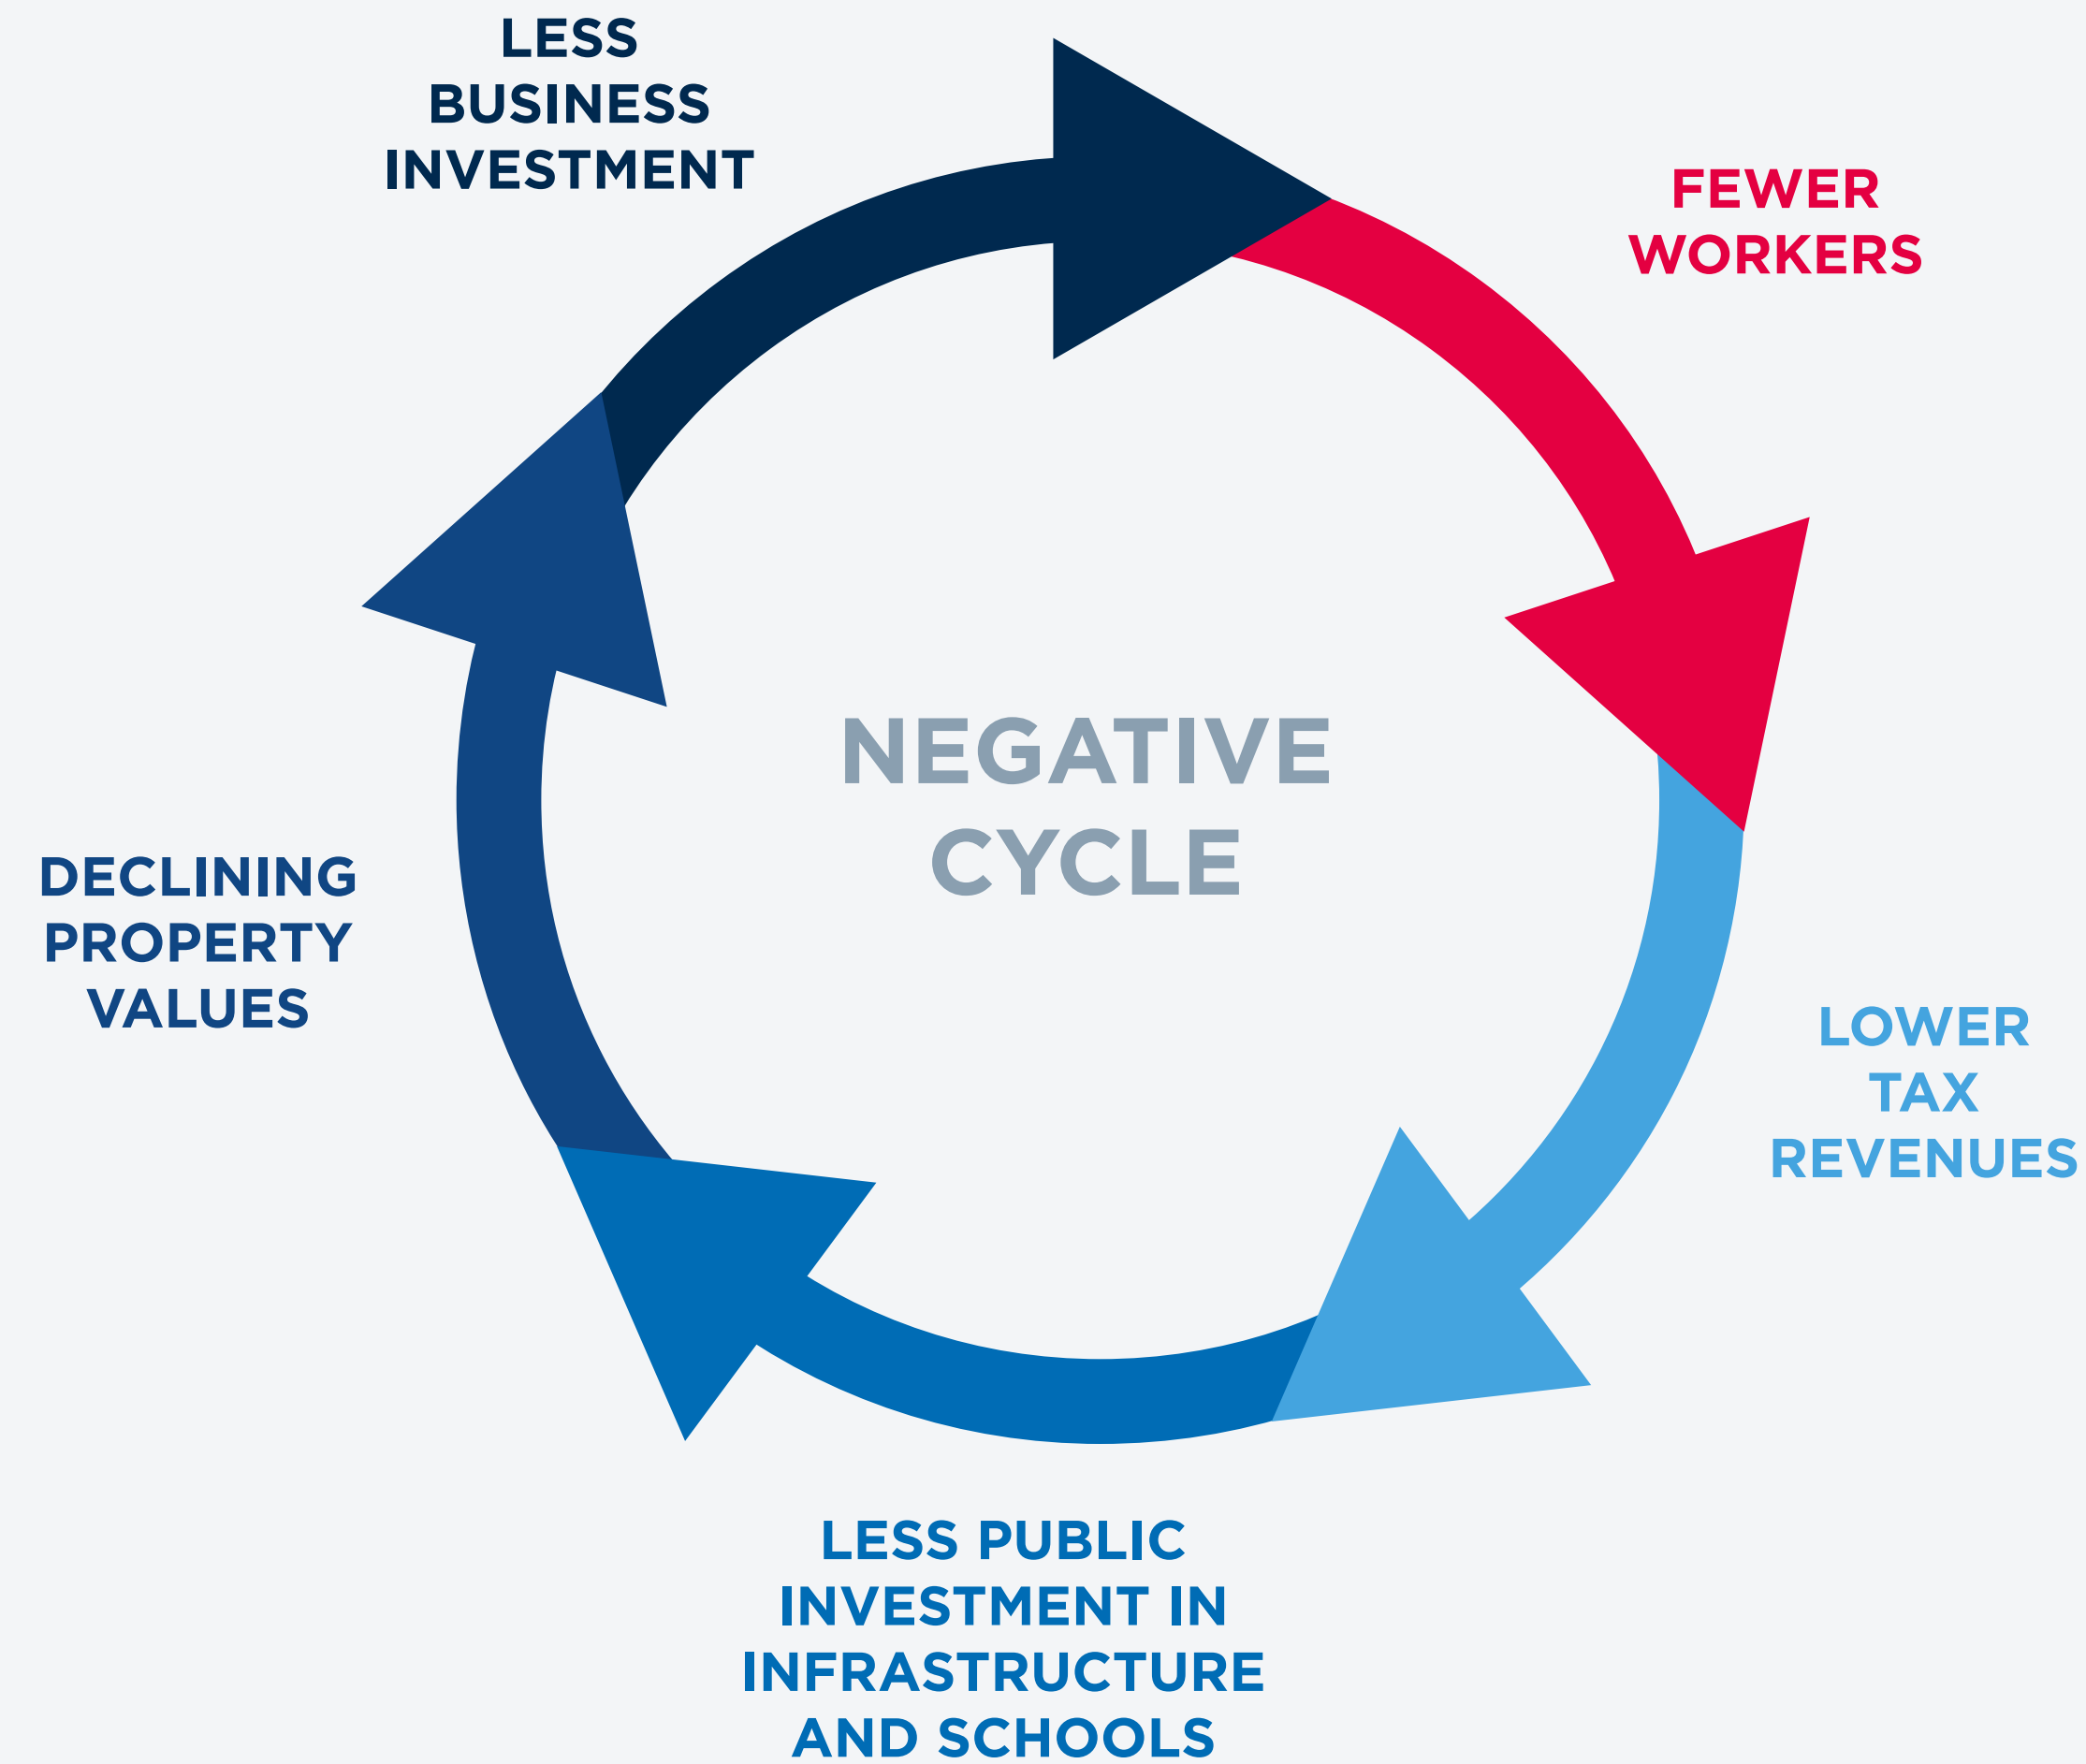 LESS
BUSINESS
INVESTMENT
FEWER
WORKERS
NEGATIVE
CYCLE
DECLINING
PROPERTY
VALUES
LOWER
TAX
REVENUES
LESS PUBLIC
INVESTMENT IN
INFRASTRUCTURE
AND SCHOOLS